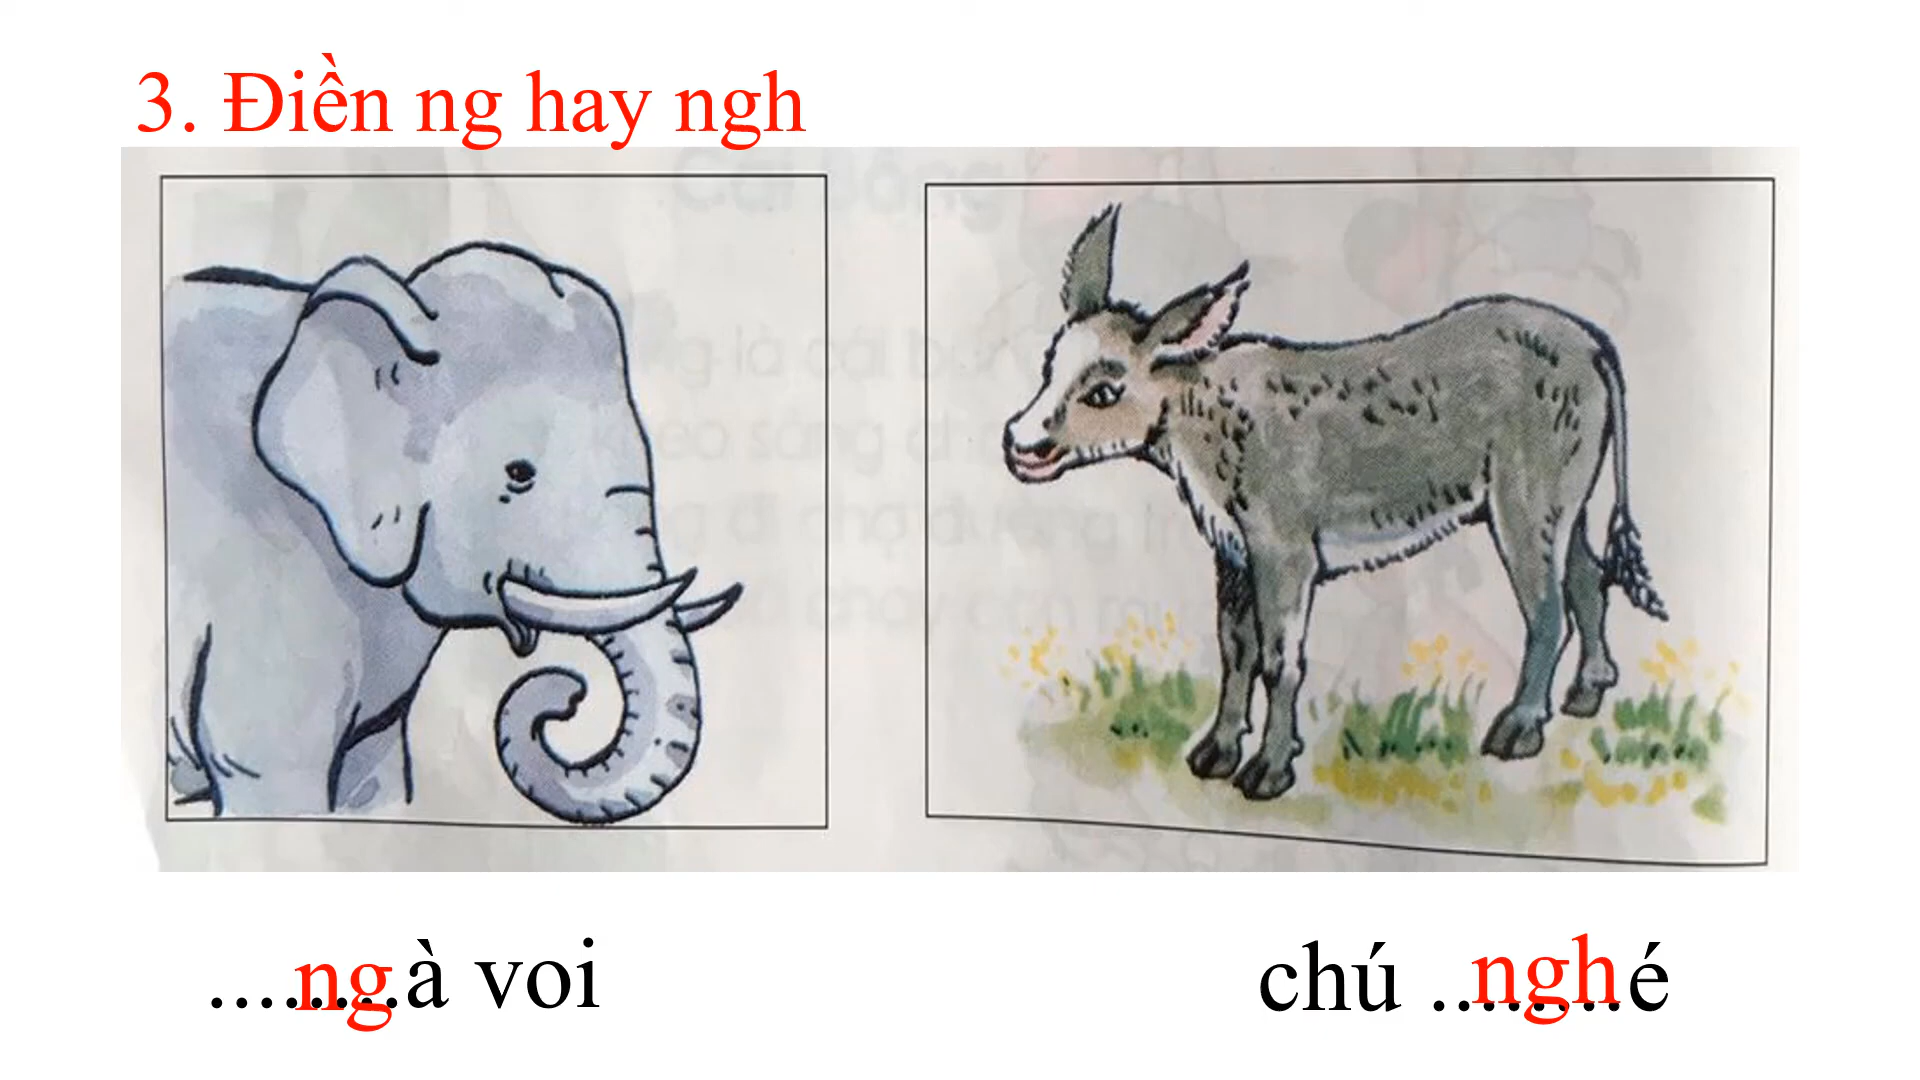 3. Điền ng hay ngh
........ngà voi
chú ........nghé